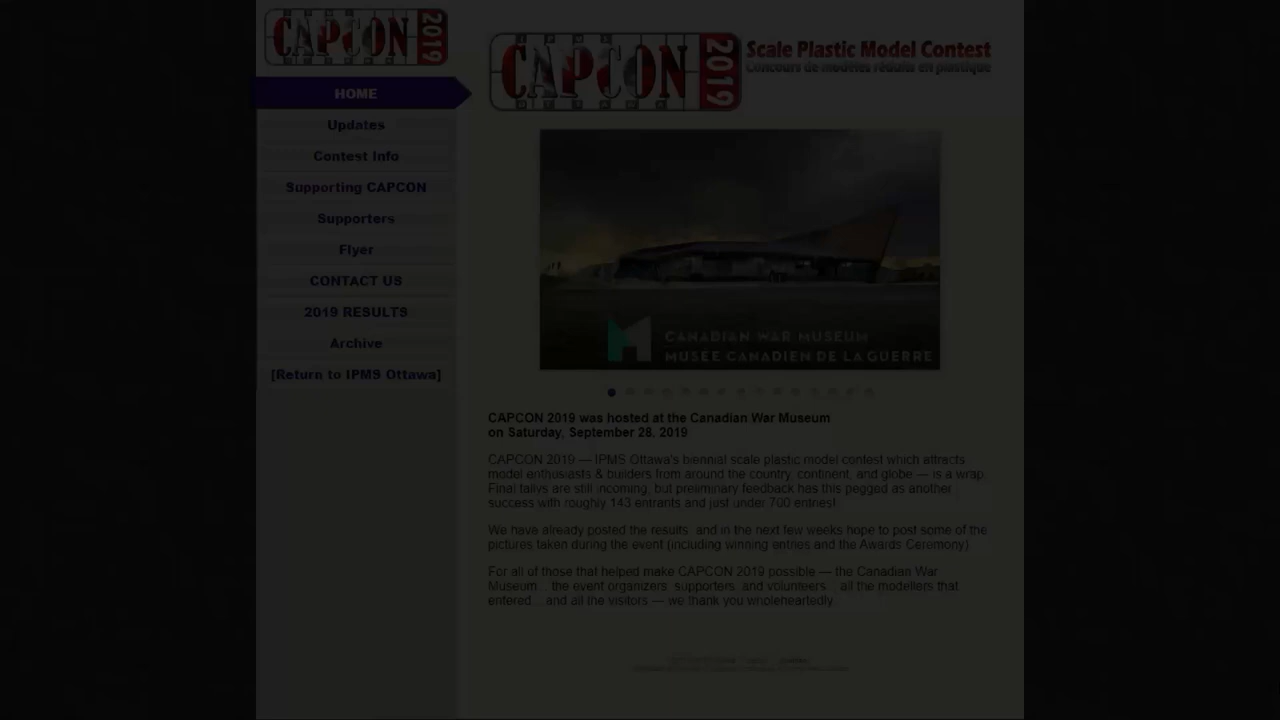 CAPCON 2019
HOME
Updates
Contest Info
Supporting CAPCON
Supporters
Flyer
CONTACT US
2019 RESULTS
Archive
[Return to IPMS Ottawa]
IPMS
CAPCON 2019
OTTAWA
Scale Plastic Model Contest
Concours de modèles réduits en plastique
CANADIAN WAR MUSEUM
MUSÉE CANADIEN DE LA GUERRE
CAPCON 2019 was hosted at the Canadian War Museum
on Saturday, September 28, 2019
CAPCON 2019 — IPMS Ottawa's biennial scale plastic model contest which attracts
model enthusiasts & builders from around the country, continent, and globe — is a wrap.
Final tallys are still incoming, but preliminary feedback has this pegged as another
success with roughly 143 entrants and just under 700 entries!
We have already posted the results, and in the next few weeks hope to post some of the
pictures taken during the event (including winning entries and the Awards Ceremony).
For all of those that helped make CAPCON 2019 possible — the Canadian War
Museum... the event organizers, supporters, and volunteers... all the modellers that
entered... and all the visitors — we thank you wholeheartedly.